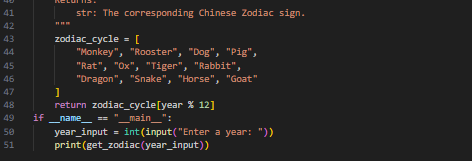 40 Returns:
41 str: The corresponding Chinese Zodiac sign.
42 """
43 zodiac_cycle = [
44 "Monkey", "Rooster", "Dog", "Pig",
45 "Rat", "Ox", "Tiger", "Rabbit",
46 "Dragon", "Snake", "Horse", "Goat"
47 ]
48 return zodiac_cycle[year % 12]
49 if __name__ == "__main__":
50 year_input = int(input("Enter a year: "))
51 print(get_zodiac(year_input))